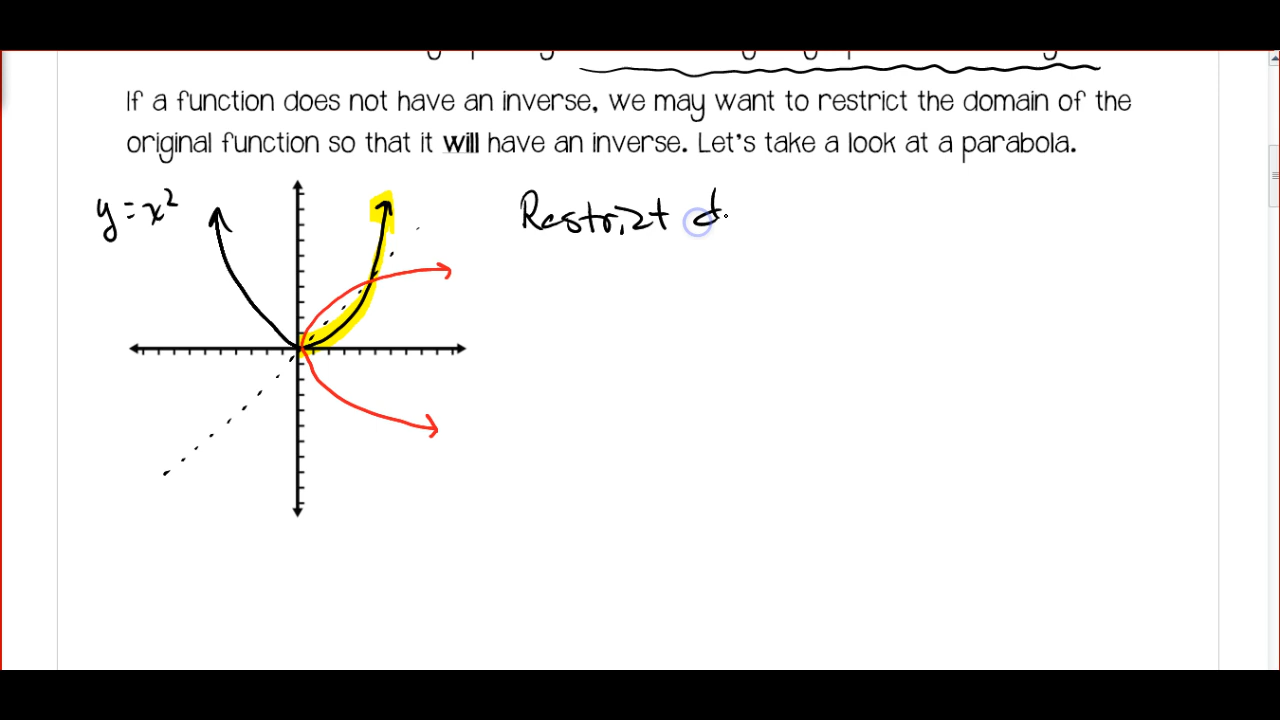 If a function does not have an inverse, we may want to restrict the domain of the
original function so that it will have an inverse. Let's take a look at a parabola.
y = x²
Restrict d